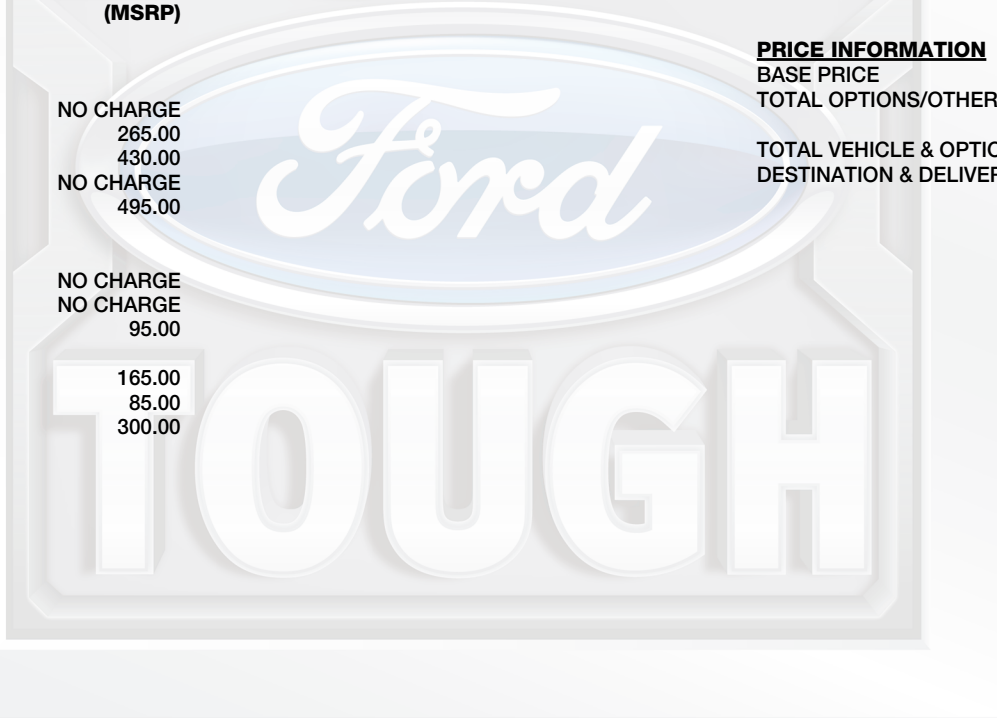 (MSRP)
NO CHARGE
265.00
430.00
NO CHARGE
495.00
NO CHARGE
NO CHARGE
95.00
165.00
85.00
300.00
PRICE INFORMATION
BASE PRICE
TOTAL OPTIONS/OTHER
TOTAL VEHICLE & OPTIO
DESTINATION & DELIVER
Ford
TOUGH